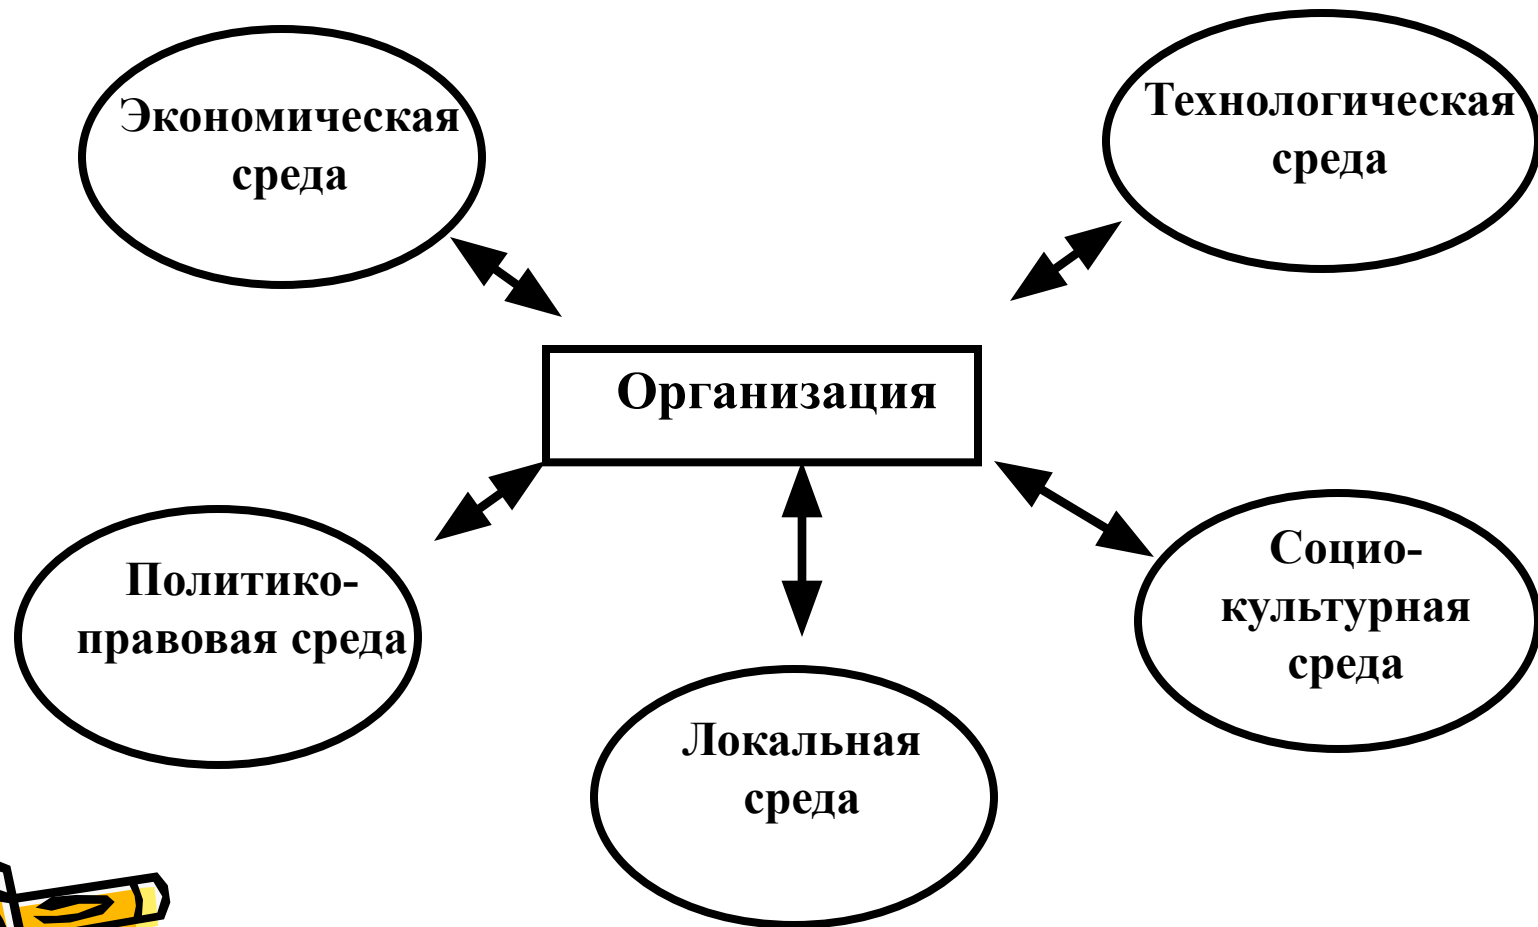 Экономическая
среда
Технологическая
среда
Организация
Политико-
правовая среда
Локальная
среда
Социо-
культурная
среда